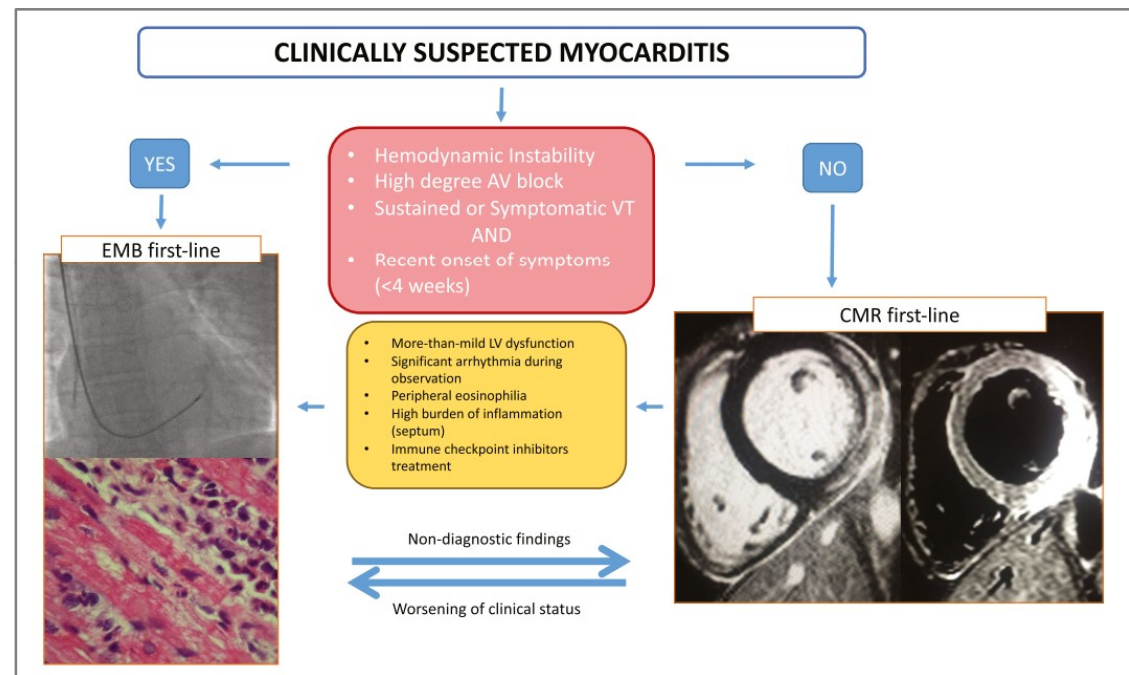 CLINICALLY SUSPECTED MYOCARDITIS
YES
• Hemodynamic Instability
• High degree AV block
• Sustained or Symptomatic VT
AND
• Recent onset of symptoms
(<4 weeks)
NO
EMB first-line
CMR first-line
• More-than-mild LV dysfunction
• Significant arrhythmia during
observation
• Peripheral eosinophilia
• High burden of inflammation
(septum)
• Immune checkpoint inhibitors
treatment
Non-diagnostic findings
Worsening of clinical status